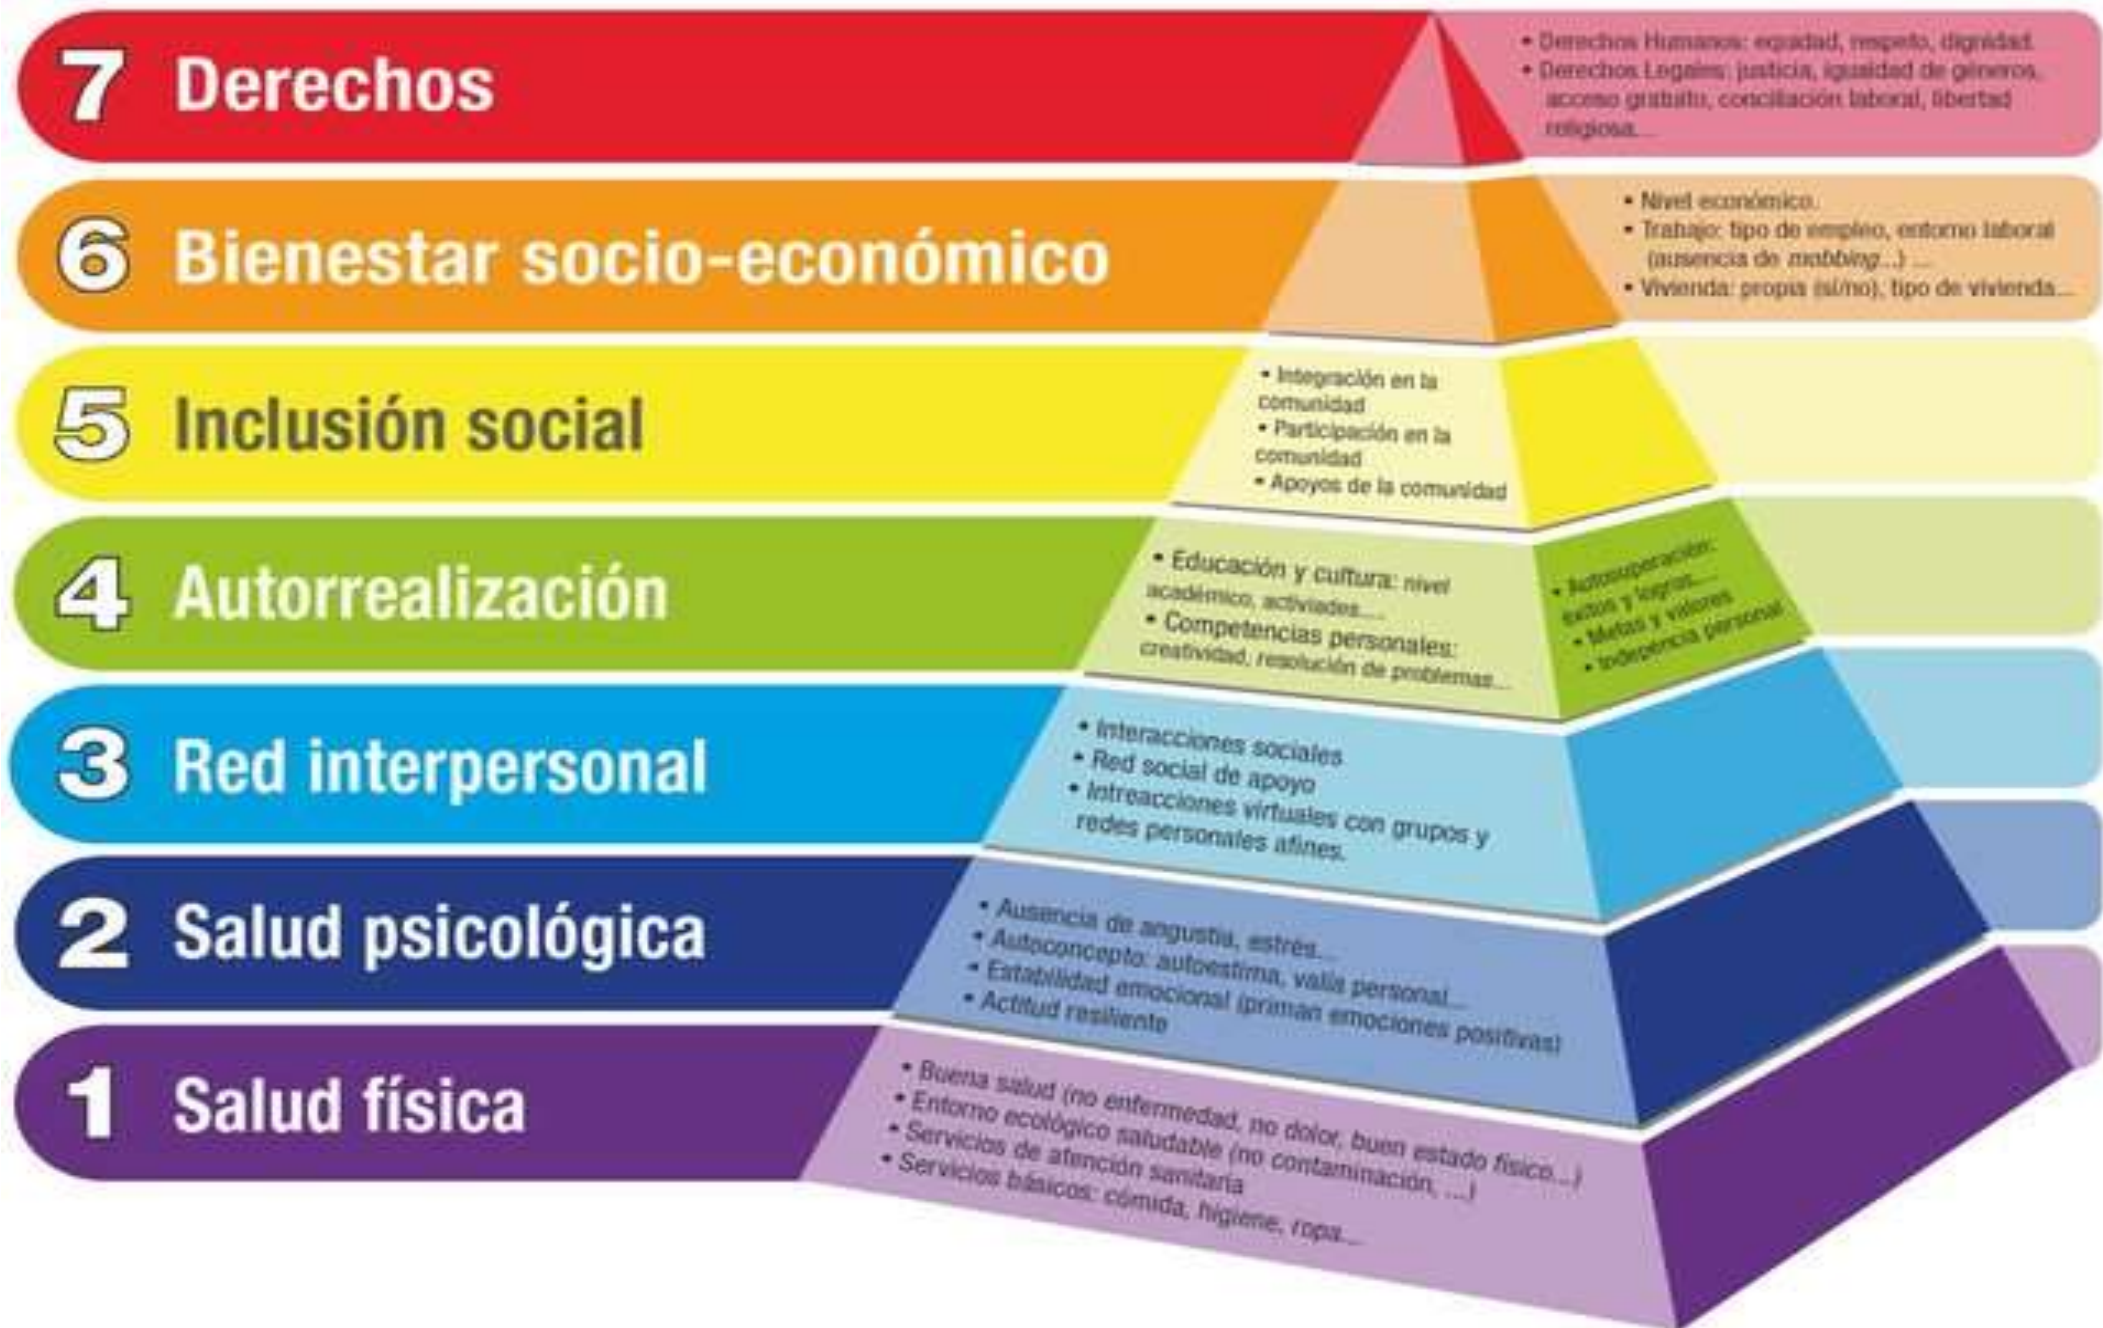 7 Derechos
• Derechos Humanos: equidad, respeto, dignidad.
• Derechos Legales: justicia, igualdad de géneros,
acceso gratuito, conciliación laboral, libertad
religiosa...
6 Bienestar socio-económico
• Nivel económico.
• Trabajo: tipo de empleo, entorno laboral
(ausencia de mobbing...) ...
• Vivienda: propia (si/no), tipo de vivienda...
5 Inclusión social
• Integración en la
comunidad
• Participación en la
comunidad
• Apoyos de la comunidad
4 Autorrealización
• Educación y cultura: nivel
académico, activiades....
• Competencias personales:
creatividad, resolución de problemas...
• Autosuperación:
éxitos y logros....
• Metas y valores
• Indepencia personal
3 Red interpersonal
• Interacciones sociales
• Red social de apoyo
• Intreacciones virtuales con grupos y
redes personales afines.
2 Salud psicológica
• Ausencia de angustia, estrés...
• Autoconcepto: autoestima, valía personal...
• Estabilidad emocional (priman emociones positivas)
• Actitud resiliente
1 Salud física
• Buena salud (no enfermedad, no dolor, buen estado físico...)
• Entorno ecológico saludable (no contaminación, ...)
• Servicios de atención sanitaria
• Servicios básicos: cómida, higiene, ropa...